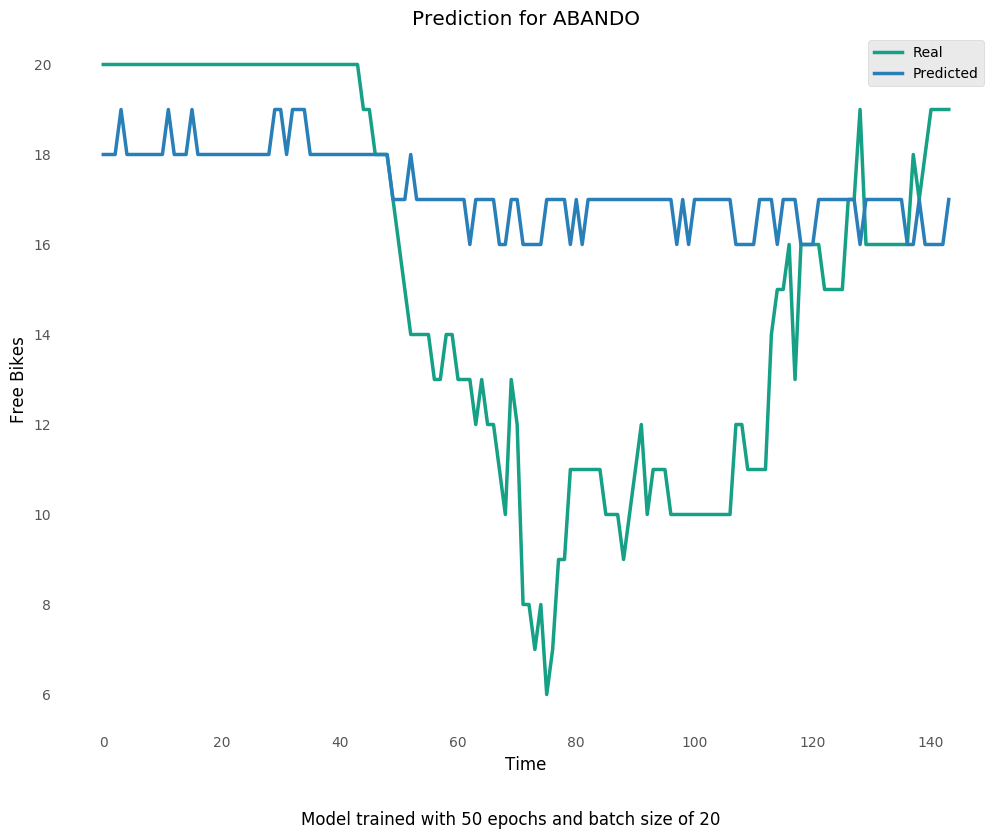 Prediction for ABANDO
Real
Predicted
20
18
16
14
12
10
8
6
Free Bikes
0 20 40 60 80 100 120 140
Time
Model trained with 50 epochs and batch size of 20